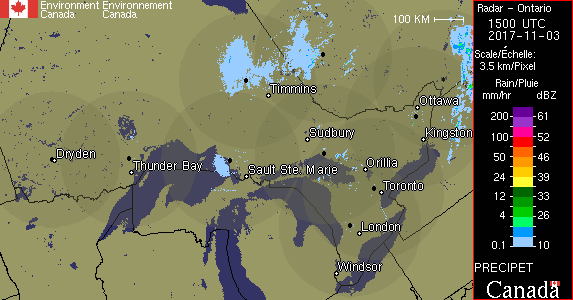 Environment Environnement
Canada Canada
100 KM
Timmins
Ottawa
Sudbury
Kingston
Dryden
Thunder Bay
Sault Ste. Marie
Orillia
Toronto
London
Windsor
Radar - Ontario
1500 UTC
2017-11-03
Scale/Échelle:
3.5 km/Pixel
Rain/Pluie
mm/hr dBZ
200 61
100 52
50 46
24 39
12 33
4 26
0.1 10
PRECIPET
Canada